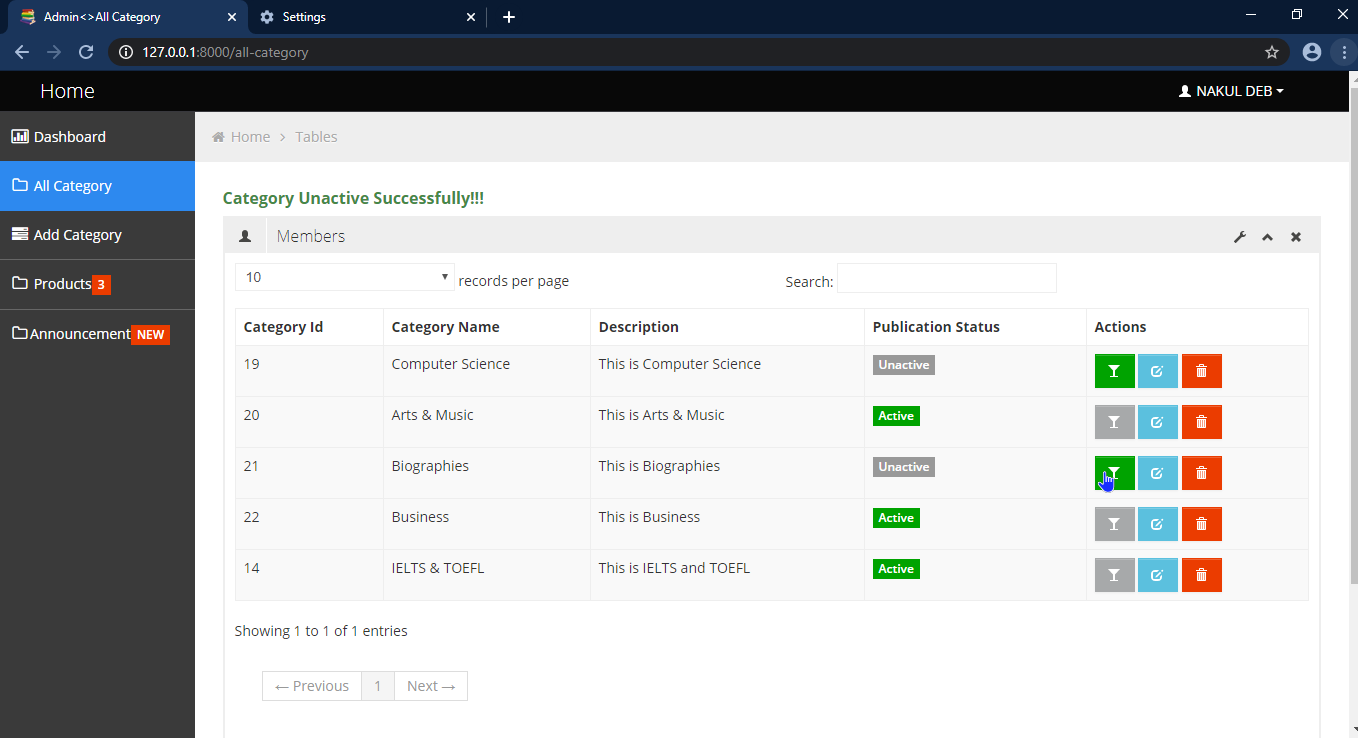 Admin<>All Category
Settings
127.0.0.1:8000/all-category
Home
NAKUL DEB
Dashboard
All Category
Add Category
Products 3
Announcement NEW
Home > Tables
Category Unactive Successfully!!!
Members
10 records per page
Search:
Category Id Category Name Description Publication Status Actions
19 Computer Science This is Computer Science Unactive
20 Arts & Music This is Arts & Music Active
21 Biographies This is Biographies Unactive
22 Business This is Business Active
14 IELTS & TOEFL This is IELTS and TOEFL Active
Showing 1 to 1 of 1 entries
← Previous 1 Next →